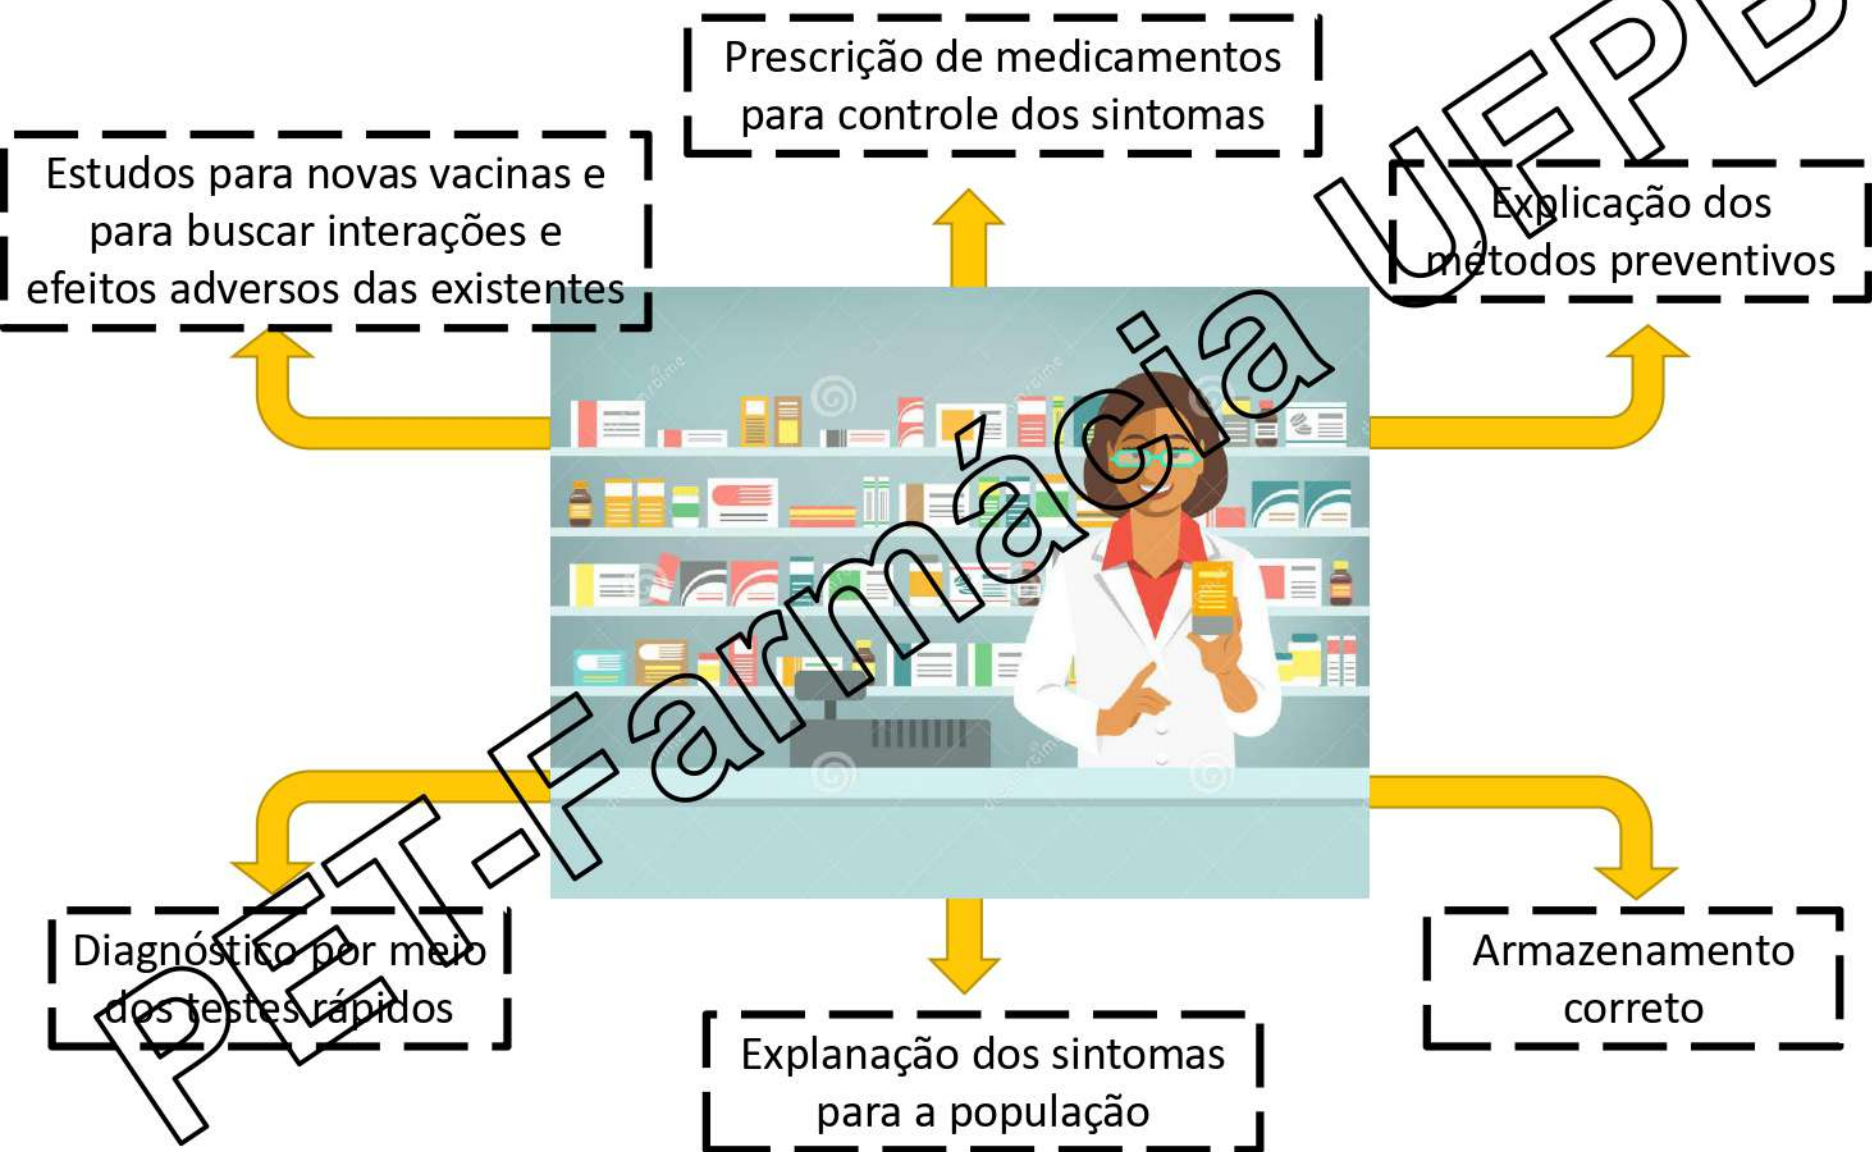 Prescrição de medicamentos
para controle dos sintomas
Estudos para novas vacinas e
para buscar interações e
efeitos adversos das existentes
Explicação dos
métodos preventivos
Diagnóstico por meio
dos testes rápidos
Explanação dos sintomas
para a população
Armazenamento
correto
PET-Farmácia UFPB